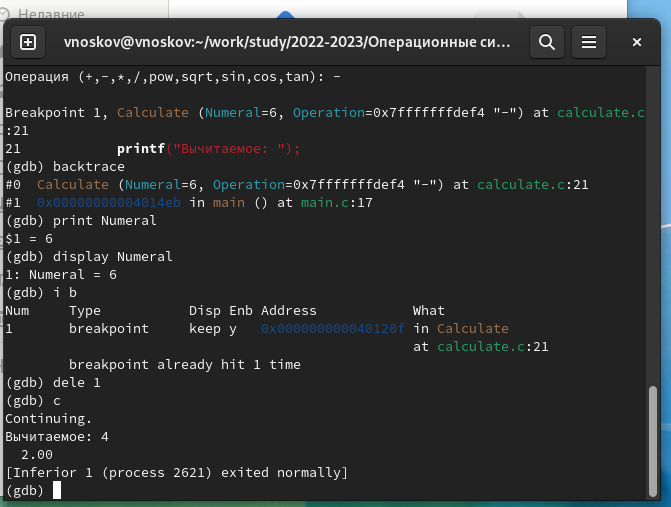 Недавние
vnoskov@vnoskov:~/work/study/2022-2023/Операционные си…
Операция (+,-,*,/,pow,sqrt,sin,cos,tan): -
Breakpoint 1, Calculate (Numeral=6, Operation=0x7fffffffdef4 "-") at calculate.c
:21
21 printf("Вычитаемое: ");
(gdb) backtrace
#0 Calculate (Numeral=6, Operation=0x7fffffffdef4 "-") at calculate.c:21
#1 0x00000000004014eb in main () at main.c:17
(gdb) print Numeral
$1 = 6
(gdb) display Numeral
1: Numeral = 6
(gdb) i b
Num Type Disp Enb Address What
1 breakpoint keep y 0x000000000040120f in Calculate
at calculate.c:21
breakpoint already hit 1 time
(gdb) dele 1
(gdb) c
Continuing.
Вычитаемое: 4
2.00
[Inferior 1 (process 2621) exited normally]
(gdb)